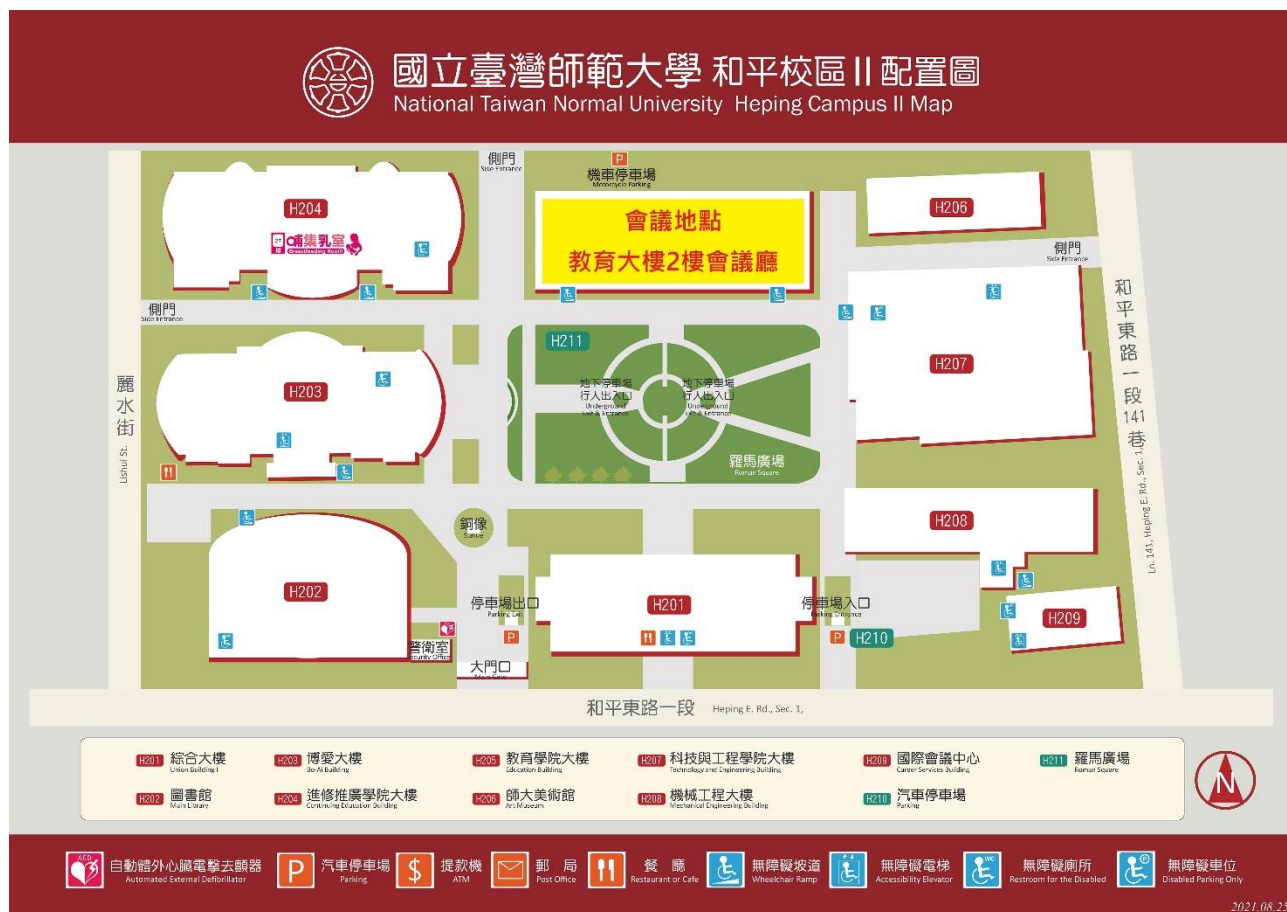 國立臺灣師範大學 和平校區 II 配置圖
National Taiwan Normal University Heping Campus II Map
側門
Side Entrance
P
機車停車場
Motorcycle Parking
H204
哺集乳室
Breastfeeding Room
會議地點
教育大樓2樓會議廳
H206
側門
Side Entrance
側門
Side Entrance
H211
H207
和平東路一段141巷
Ln. 141, Heping E. Rd., Sec. 1,
麗水街
Lishui St.
H203
地下停車場
行人出入口
Underground
Exit & Entrance
地下停車場
行人出入口
Underground
Exit & Entrance
羅馬廣場
Roman Square
銅像
Statue
H208
H202
停車場出口
Parking Exit
P
H201
停車場入口
Parking Entrance
P
H210
H209
警衛室
Security Office
大門口
Main Gate
和平東路一段 Heping E. Rd., Sec. 1,
H201 綜合大樓
Union Building I
H203 博愛大樓
Bo-Ai Building
H205 教育學院大樓
Education Building
H207 科技與工程學院大樓
Technology and Engineering Building
H209 國際會議中心
Career Services Building
H211 羅馬廣場
Roman Square
H202 圖書館
Main Library
H204 進修推廣學院大樓
Continuing Education Building
H206 師大美術館
Art Museum
H208 機械工程大樓
Mechanical Engineering Building
H210 汽車停車場
Parking
N
AED
自動體外心臟電擊去顫器
Automated External Defibrillator
P
汽車停車場
Parking
$
提款機
ATM
郵 局
Post Office
餐 廳
Restaurant or Cafe
無障礙坡道
Wheelchair Ramp
無障礙電梯
Accessibility Elevator
WC
無障礙廁所
Restroom for the Disabled
P
無障礙車位
Disabled Parking Only